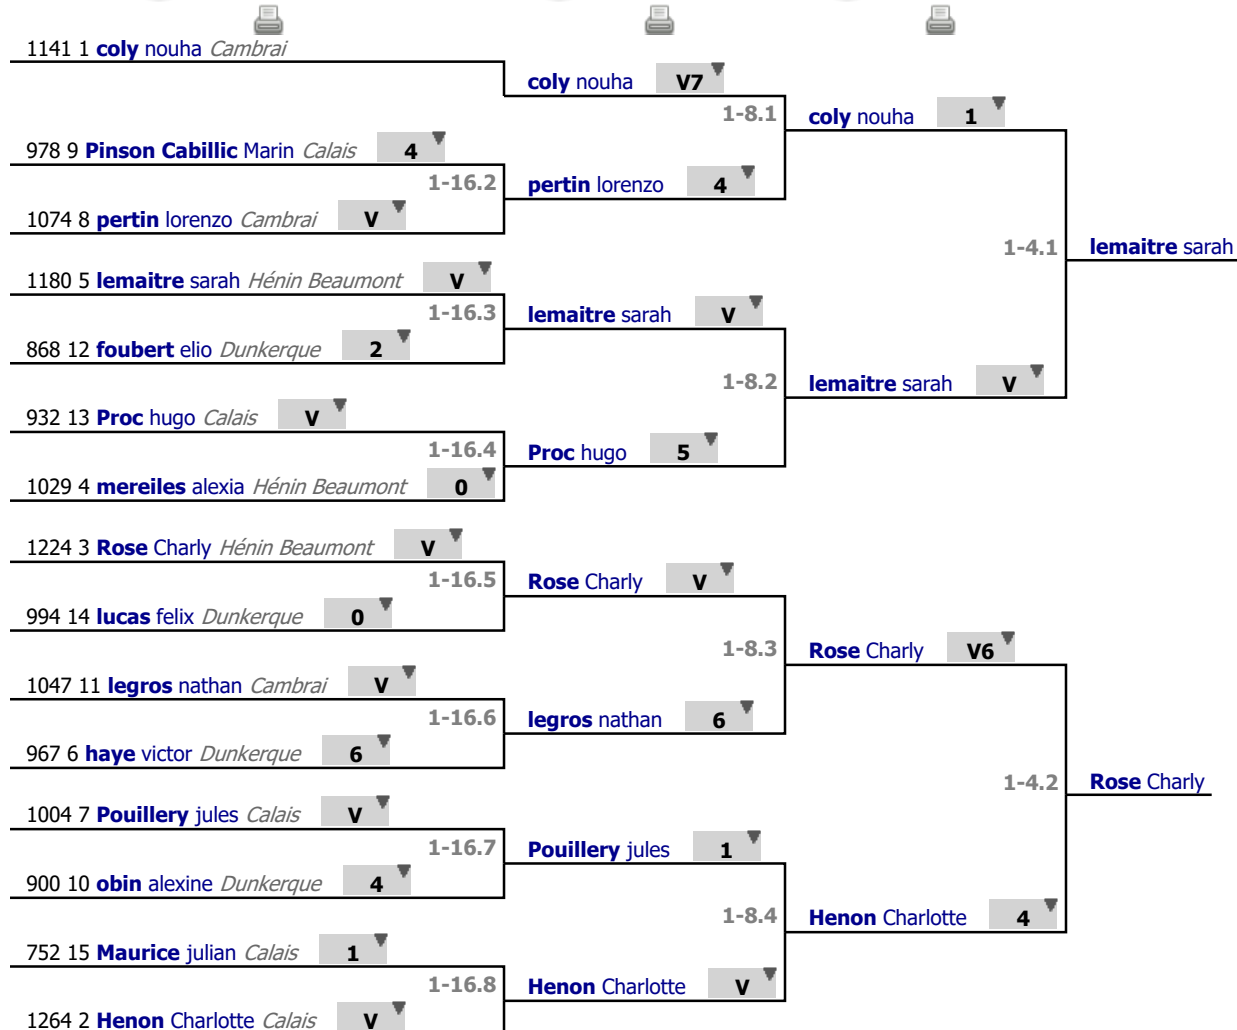 1141 1 coly nouha Cambrai
coly nouha V7
1-8.1
coly nouha 1
978 9 Pinson Cabillic Marin Calais 4
1-16.2
pertin lorenzo 4
1074 8 pertin lorenzo Cambrai V
1-4.1
lemaitre sarah
1180 5 lemaitre sarah Hénin Beaumont V
1-16.3
lemaitre sarah V
868 12 foubert elio Dunkerque 2
1-8.2
lemaitre sarah V
932 13 Proc hugo Calais V
1-16.4
Proc hugo 5
1029 4 mereiles alexia Hénin Beaumont 0
1224 3 Rose Charly Hénin Beaumont V
1-16.5
Rose Charly V
994 14 lucas felix Dunkerque 0
1-8.3
Rose Charly V6
1047 11 legros nathan Cambrai V
1-16.6
legros nathan 6
967 6 haye victor Dunkerque 6
1-4.2
Rose Charly
1004 7 Pouillery jules Calais V
1-16.7
Pouillery jules 1
900 10 obin alexine Dunkerque 4
1-8.4
Henon Charlotte 4
752 15 Maurice julian Calais 1
1-16.8
Henon Charlotte V
1264 2 Henon Charlotte Calais V